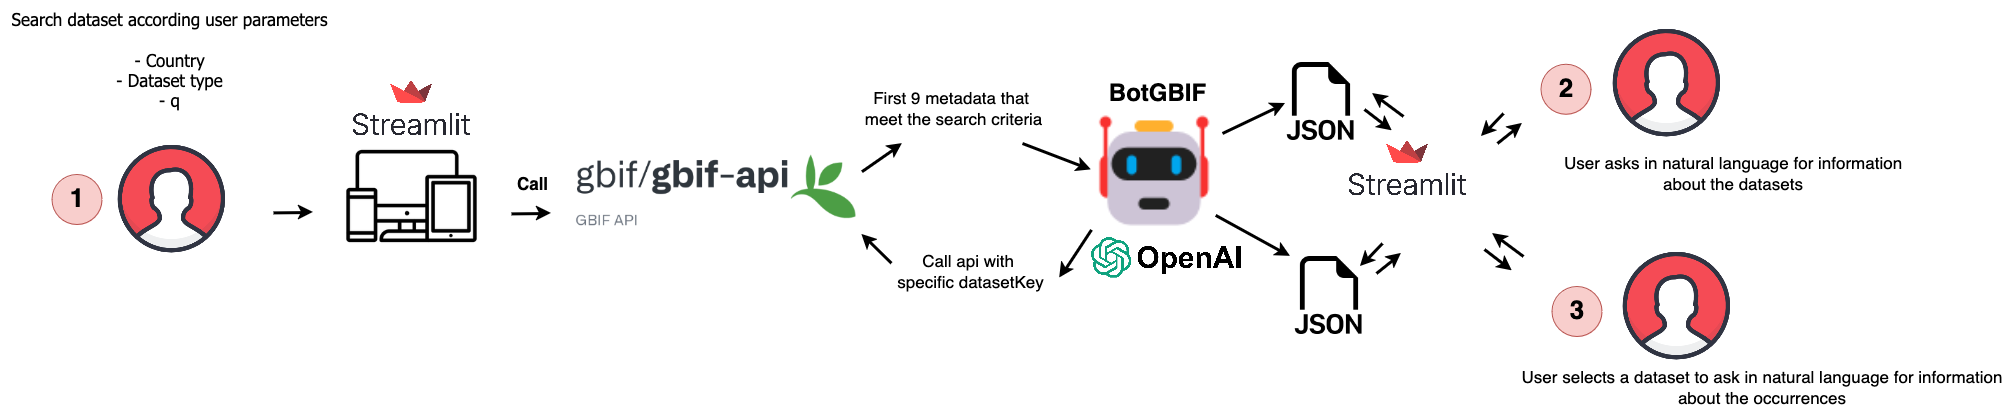 Search dataset according user parameters
- Country
- Dataset type
- q
1
Streamlit
Call
gbif/gbif-api
GBIF API
First 9 metadata that
meet the search criteria
Call api with
specific datasetKey
BotGBIF
OpenAI
JSON
JSON
Streamlit
2
User asks in natural language for information
about the datasets
3
User selects a dataset to ask in natural language for information
about the occurrences